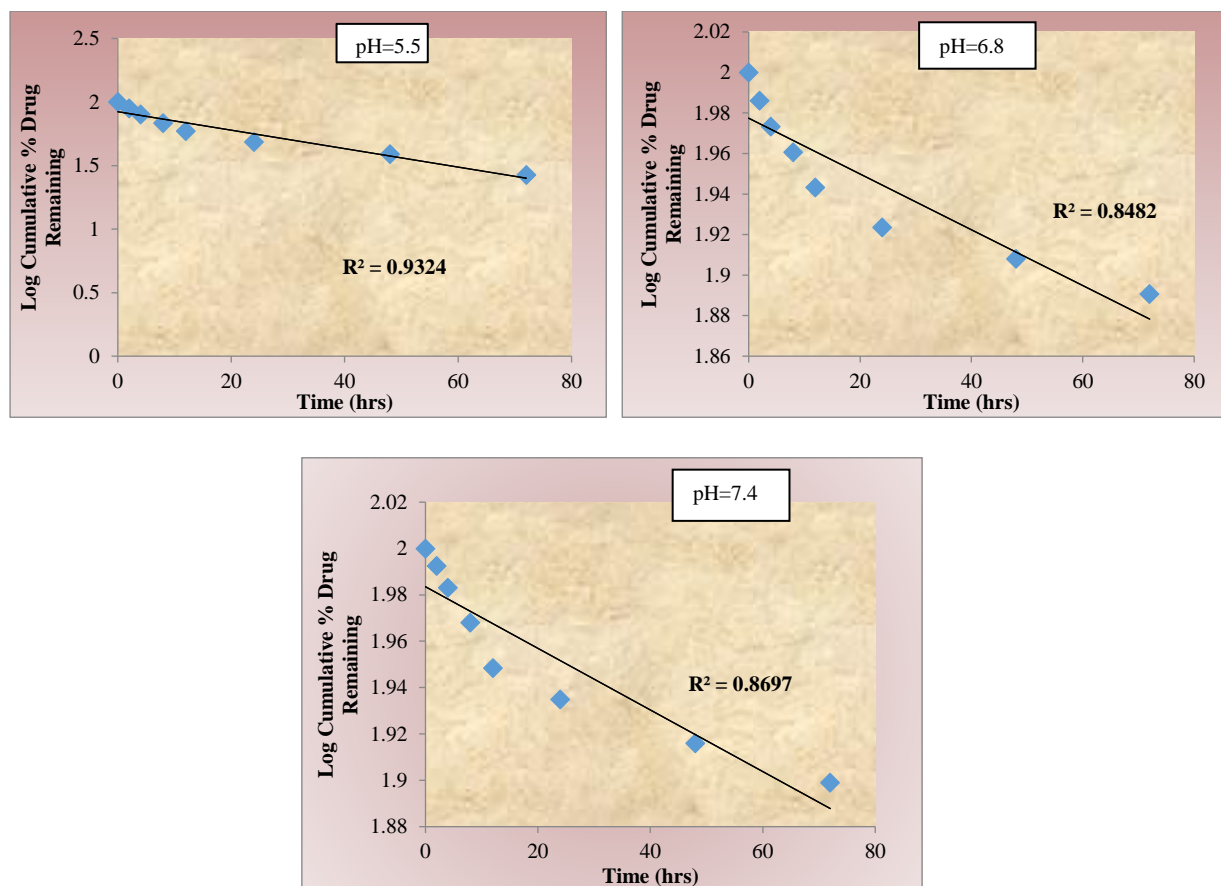 pH=5.5
2.5
2
1.5
1
0.5
0
0 20 40 60 80
Log Cumulative % Drug
Remaining
Time (hrs)
R² = 0.9324
pH=6.8
2.02
2
1.98
1.96
1.94
1.92
1.9
1.88
1.86
0 20 40 60 80
Log Cumulative % Drug
Remaining
Time (hrs)
R² = 0.8482
pH=7.4
2.02
2
1.98
1.96
1.94
1.92
1.9
1.88
0 20 40 60 80
Log Cumulative % Drug
Remaining
Time (hrs)
R² = 0.8697